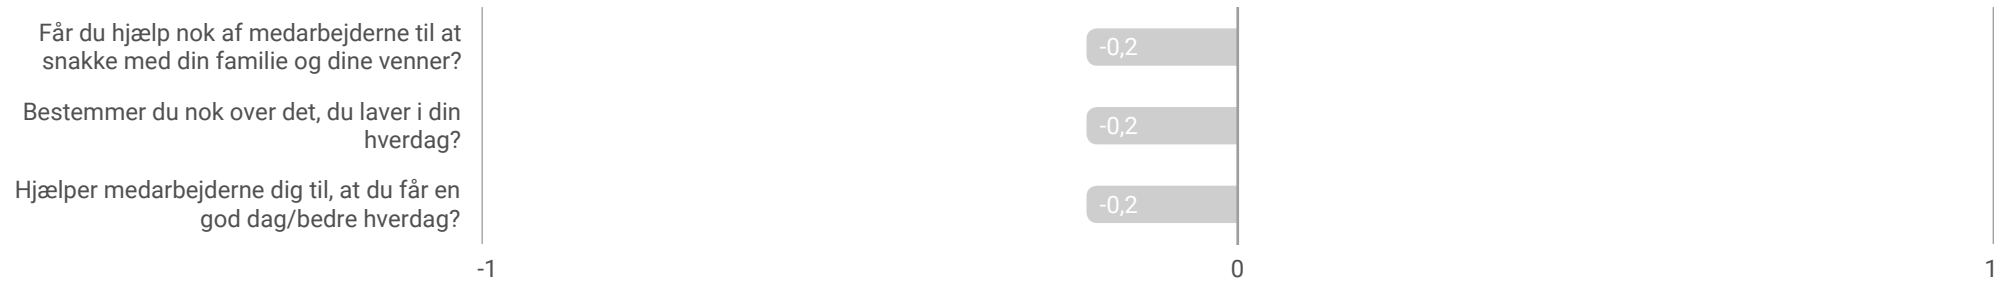 Får du hjælp nok af medarbejderne til at
snakke med din familie og dine venner?
-0,2
Bestemmer du nok over det, du laver i din
hverdag?
-0,2
Hjælper medarbejderne dig til, at du får en
god dag/bedre hverdag?
-0,2
-1
0
1